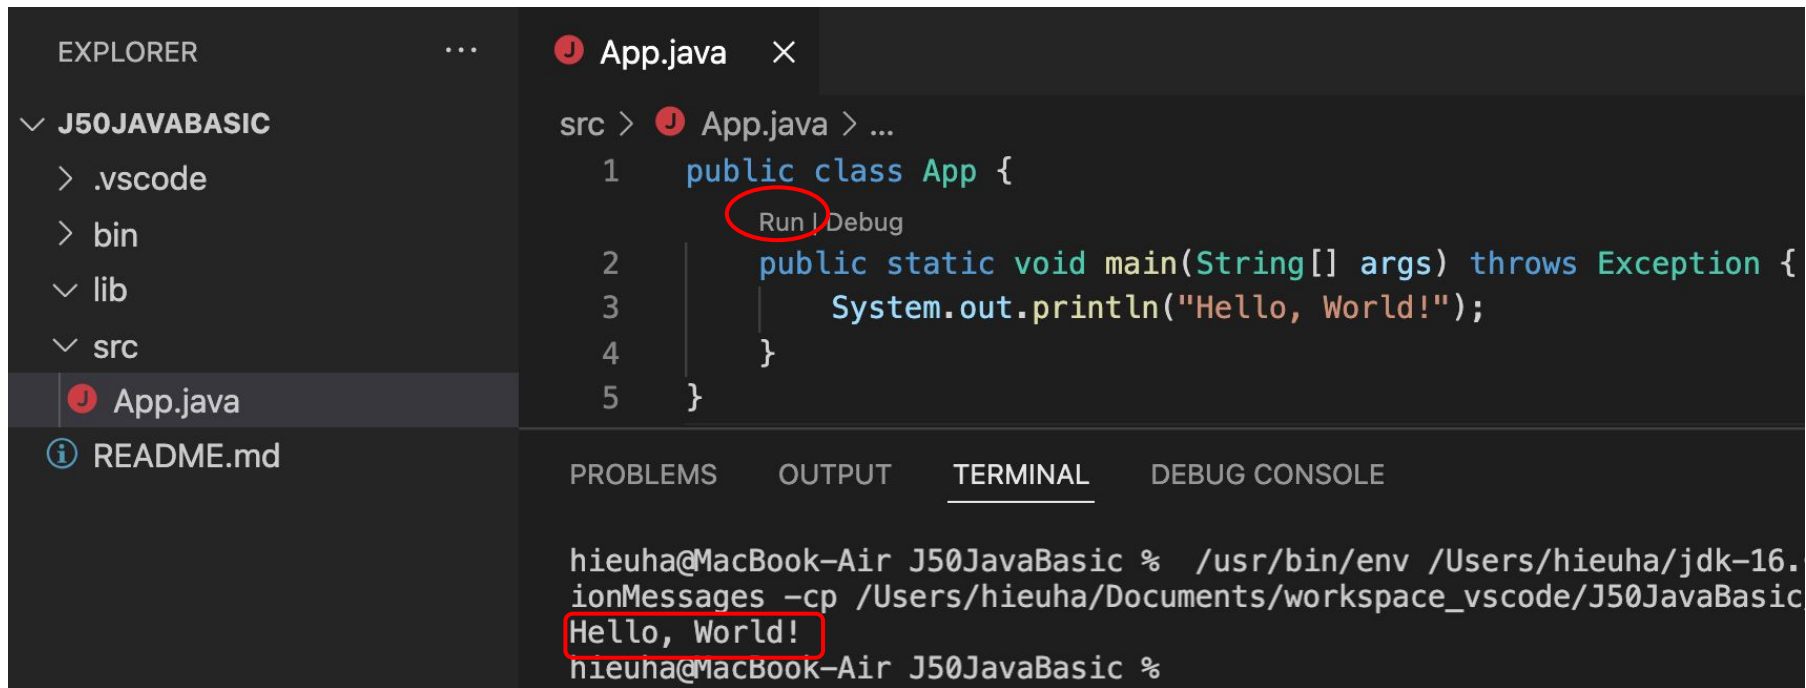 EXPLORER ...
J50JAVABASIC
.vscode
bin
lib
src
App.java
README.md
App.java
src > App.java > ...
1 public class App {
Run | Debug
2 public static void main(String[] args) throws Exception {
3 System.out.println("Hello, World!");
4 }
5 }
PROBLEMS OUTPUT TERMINAL DEBUG CONSOLE
hieuha@MacBook-Air J50JavaBasic % /usr/bin/env /Users/hieuha/jdk-16.
ionMessages -cp /Users/hieuha/Documents/workspace_vscode/J50JavaBasic
Hello, World!
hieuha@MacBook-Air J50JavaBasic %